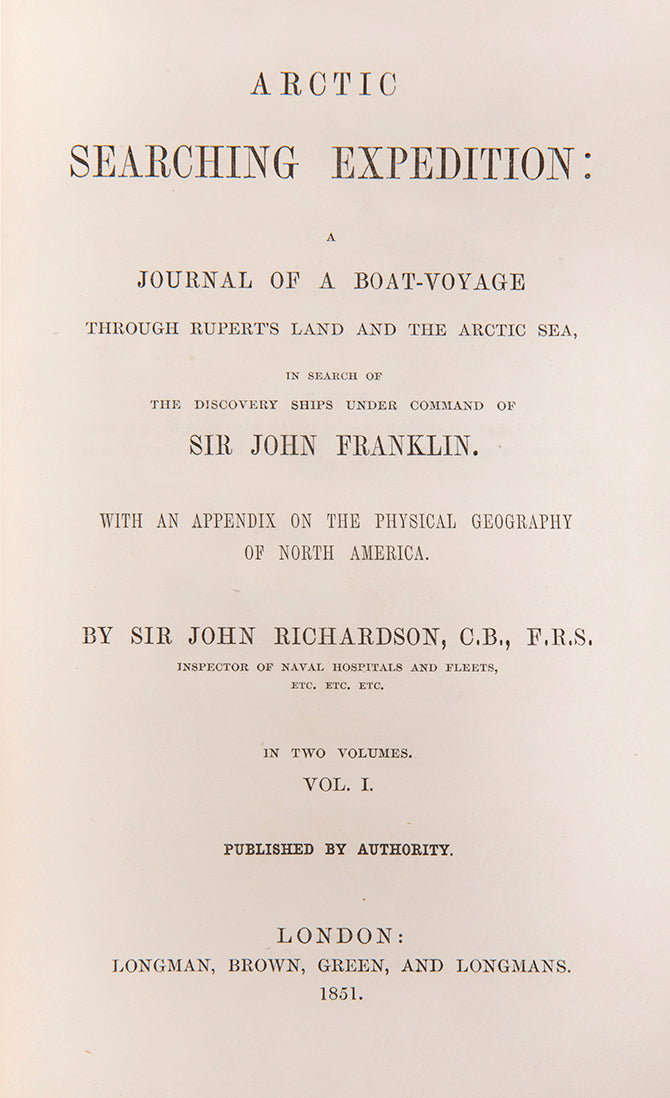 ARCTIC
SEARCHING EXPEDITION:
A
JOURNAL OF A BOAT-VOYAGE
THROUGH RUPERT'S LAND AND THE ARCTIC SEA,
IN SEARCH OF
THE DISCOVERY SHIPS UNDER COMMAND OF
SIR JOHN FRANKLIN.
WITH AN APPENDIX ON THE PHYSICAL GEOGRAPHY
OF NORTH AMERICA.
BY SIR JOHN RICHARDSON, C.B., F.R.S.
INSPECTOR OF NAVAL HOSPITALS AND FLEETS,
ETC. ETC. ETC.
IN TWO VOLUMES.
VOL. I.
PUBLISHED BY AUTHORITY.
LONDON:
LONGMAN, BROWN, GREEN, AND LONGMANS.
1851.